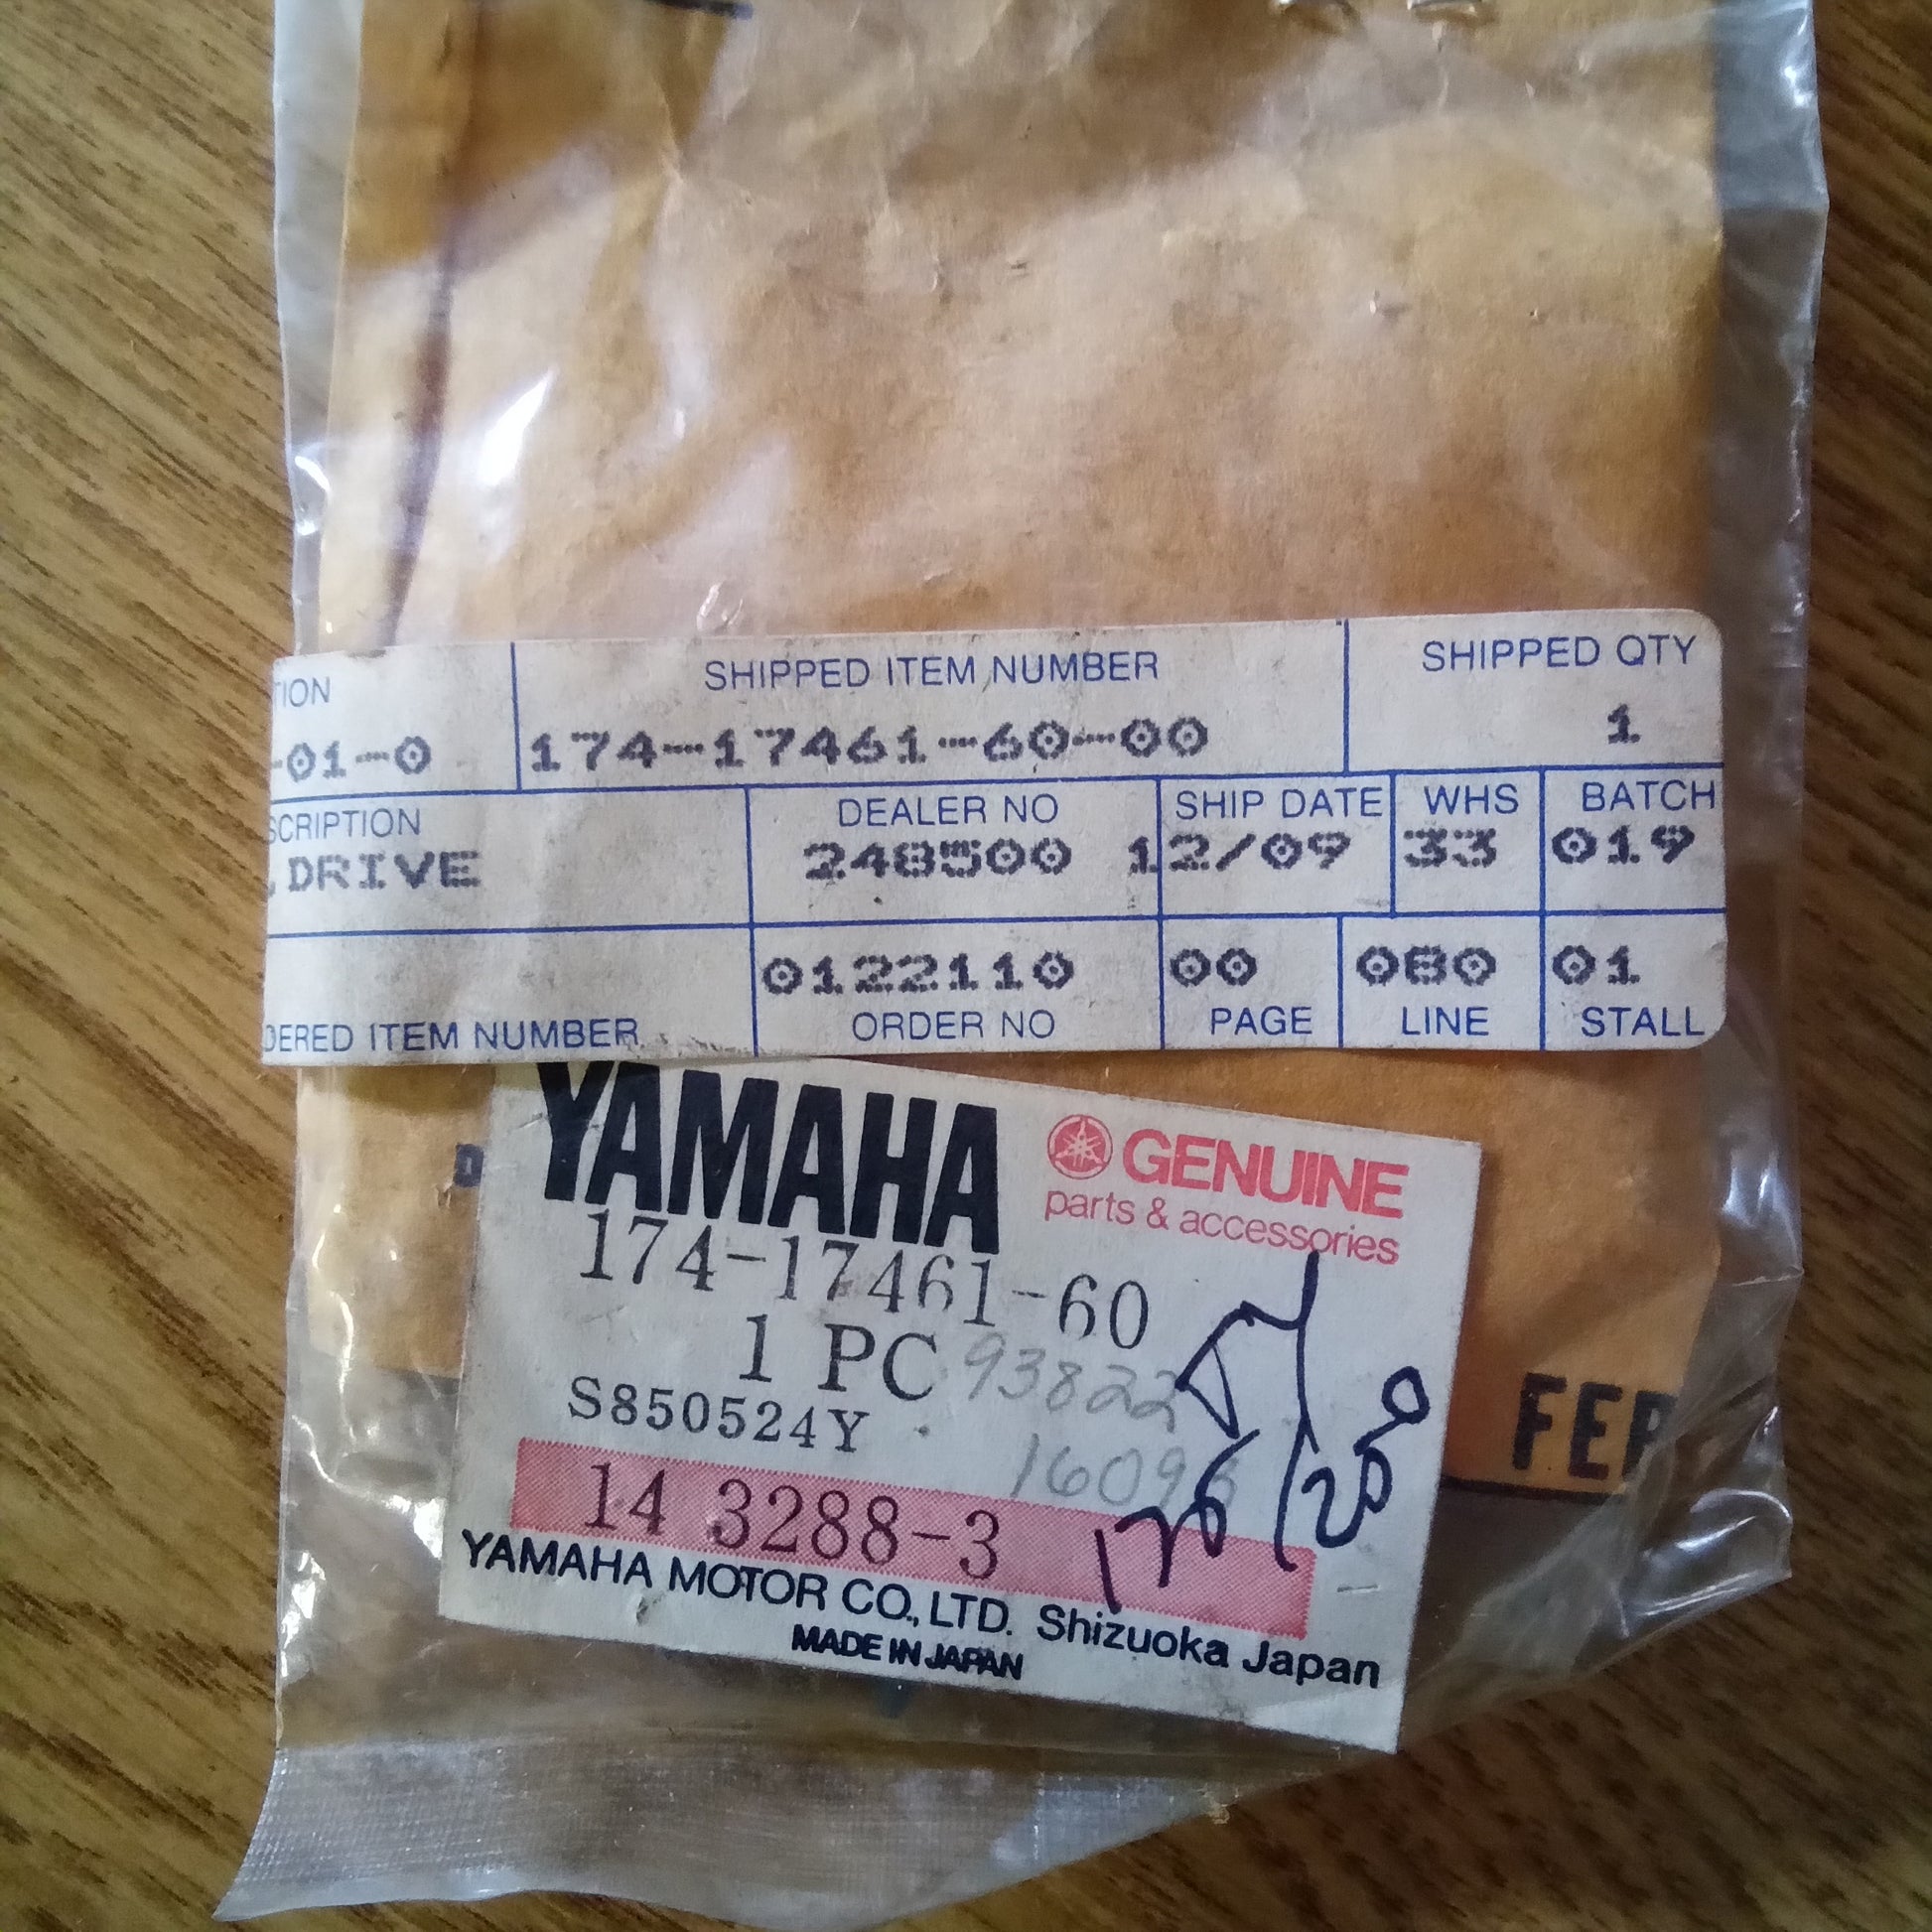 TION SHIPPED ITEM NUMBER SHIPPED QTY
-01-0 174-17461-60-00 1
SCRIPTION DEALER NO SHIP DATE WHS BATCH
,DRIVE 248500 12/09 33 019
0122110 00 080 01
DERED ITEM NUMBER ORDER NO PAGE LINE STALL
YAMAHA GENUINE
parts & accessories
174-17461-60
1 PC 93822
S850524Y
1609
14 3288-3
YAMAHA MOTOR CO., LTD. Shizuoka Japan
MADE IN JAPAN
FER